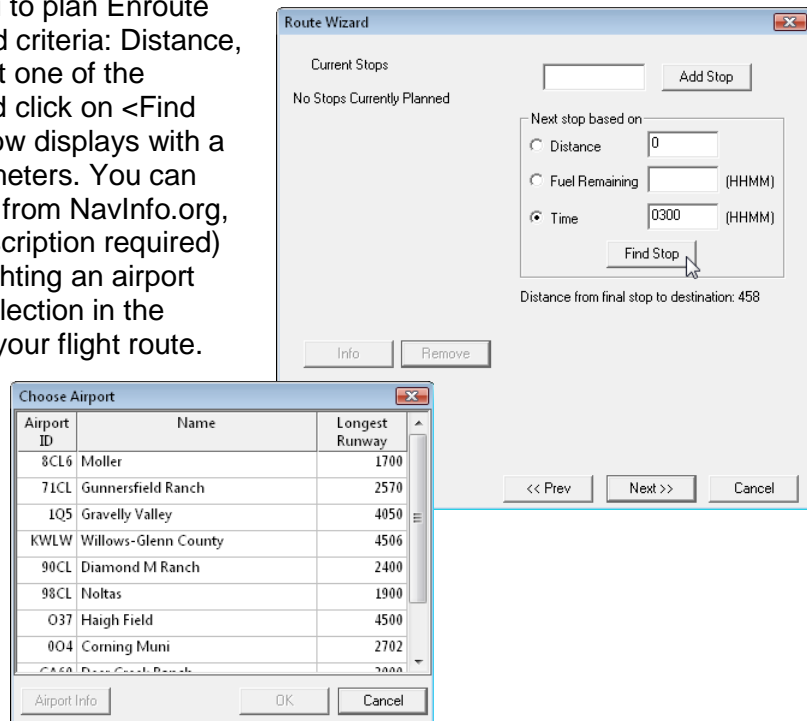 to plan Enroute
d criteria: Distance,
t one of the
d click on <Find
ow displays with a
meters. You can
from NavInfo.org,
scription required)
hting an airport
lection in the
your flight route.
Route Wizard
Current Stops
Add Stop
No Stops Currently Planned
Next stop based on
Distance 0
Fuel Remaining (HHMM)
Time 0300 (HHMM)
Find Stop
Distance from final stop to destination: 458
Info Remove
<< Prev Next >> Cancel
Choose Airport
Airport ID Name Longest Runway
8CL6 Moller 1700
71CL Gunnersfield Ranch 2570
1Q5 Gravelly Valley 4050
KWLW Willows-Glenn County 4506
90CL Diamond M Ranch 2400
98CL Noltas 1900
O37 Haigh Field 4500
0O4 Corning Muni 2702
Airport Info OK Cancel